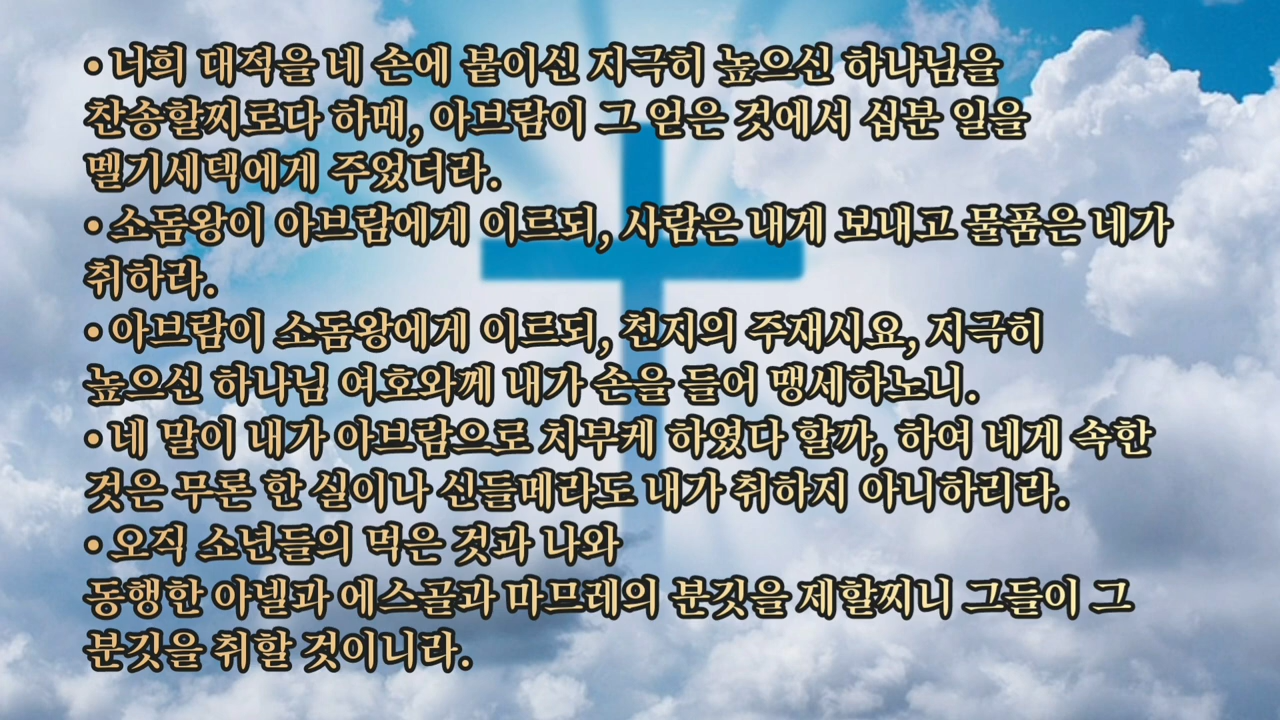 • 너희 대적을 네 손에 붙이신 지극히 높으신 하나님을
찬송할찌로다 하매, 아브람이 그 얻은 것에서 십분 일을
멜기세덱에게 주었더라.
• 소돔왕이 아브람에게 이르되, 사람은 내게 보내고 물품은 네가
취하라.
• 아브람이 소돔왕에게 이르되, 천지의 주재시요, 지극히
높으신 하나님 여호와께 내가 손을 들어 맹세하노니.
• 네 말이 내가 아브람으로 치부케 하였다 할까, 하여 네게 속한
것은 무론 한 실이나 신들메라도 내가 취하지 아니하리라.
• 오직 소년들의 먹은 것과 나와
동행한 아넬과 에스골과 마므레의 분깃을 제할찌니 그들이 그
분깃을 취할 것이니라.